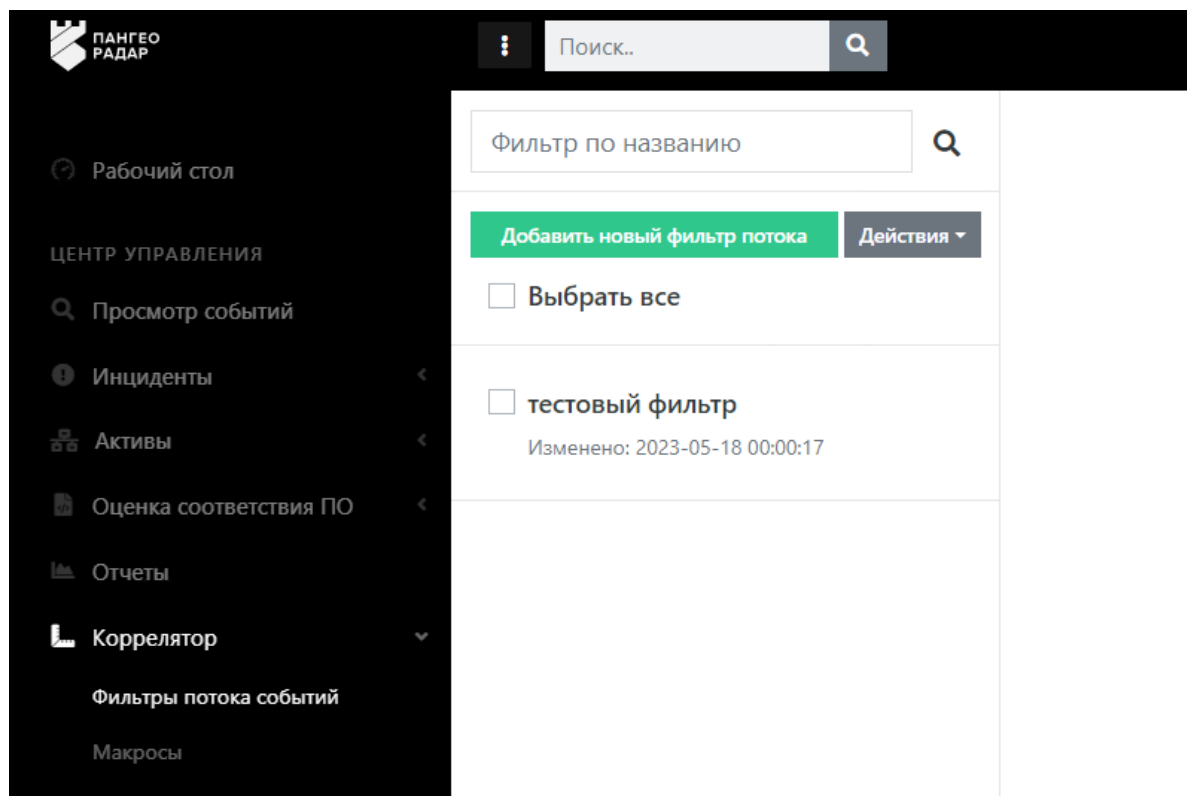 ПАНГЕО
РАДАР
Поиск..
Рабочий стол
ЦЕНТР УПРАВЛЕНИЯ
Просмотр событий
Инциденты
Активы
Оценка соответствия ПО
Отчеты
Коррелятор
Фильтры потока событий
Макросы
Фильтр по названию
Добавить новый фильтр потока
Действия
Выбрать все
тестовый фильтр
Изменено: 2023-05-18 00:00:17